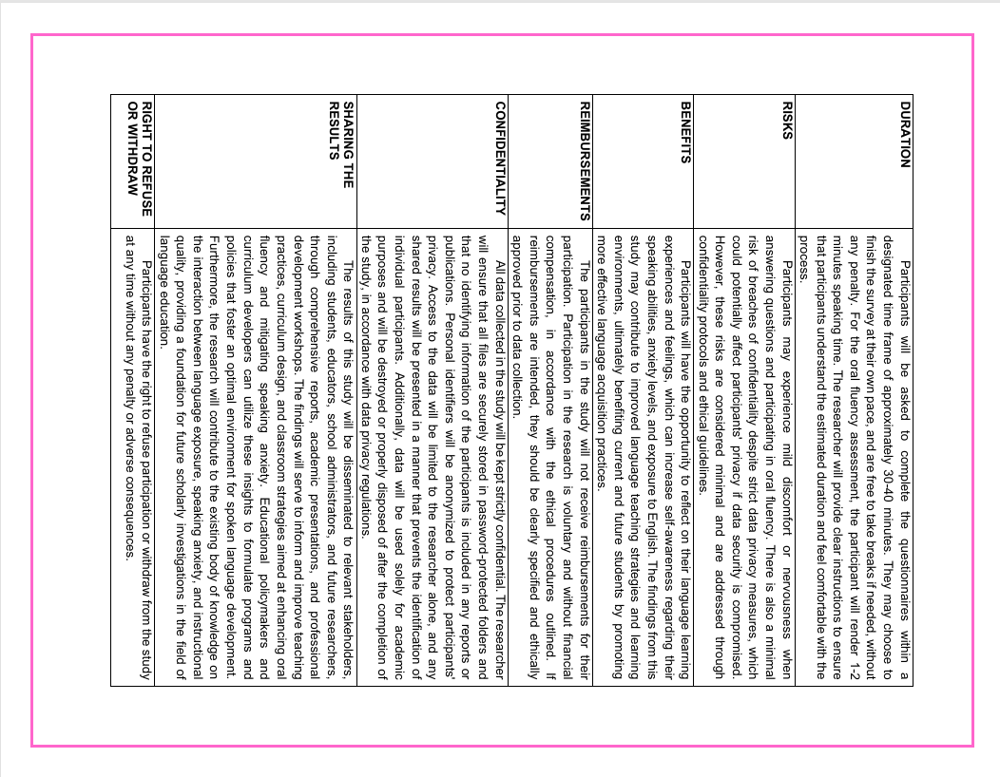 DURATION
Participants will be asked to complete the questionnaires within a
designated time frame of approximately 30-40 minutes. They may choose to
finish the survey at their own pace, and are free to take breaks if needed, without
any penalty. For the oral fluency assessment, the participant will render 1-2
minutes speaking time. The researcher will provide clear instructions to ensure
that participants understand the estimated duration and feel comfortable with the
process.
RISKS
Participants may experience mild discomfort or nervousness when
answering questions and participating in oral fluency. There is also a minimal
risk of breaches of confidentiality despite strict data privacy measures, which
could potentially affect participants' privacy if data security is compromised.
However, these risks are considered minimal and are addressed through
confidentiality protocols and ethical guidelines.
BENEFITS
Participants will have the opportunity to reflect on their language learning
experiences and feelings, which can increase self-awareness regarding their
speaking abilities, anxiety levels, and exposure to English. The findings from this
study may contribute to improved language teaching strategies and learning
environments, ultimately benefiting current and future students by promoting
more effective language acquisition practices.
REIMBURSEMENTS
The participants in the study will not receive reimbursements for their
participation. Participation in the research is voluntary and without financial
compensation, in accordance with the ethical procedures outlined. If
reimbursements are intended, they should be clearly specified and ethically
approved prior to data collection.
CONFIDENTIALITY
All data collected in the study will be kept strictly confidential. The researcher
will ensure that all files are securely stored in password-protected folders and
that no identifying information of the participants is included in any reports or
publications. Personal identifiers will be anonymized to protect participants'
privacy. Access to the data will be limited to the researcher alone, and any
shared results will be presented in a manner that prevents the identification of
individual participants. Additionally, data will be used solely for academic
purposes and will be destroyed or properly disposed of after the completion of
the study, in accordance with data privacy regulations.
SHARING THE
RESULTS
The results of this study will be disseminated to relevant stakeholders,
including students, educators, school administrators, and future researchers,
through comprehensive reports, academic presentations, and professional
development workshops. The findings will serve to inform and improve teaching
practices, curriculum design, and classroom strategies aimed at enhancing oral
fluency and mitigating speaking anxiety. Educational policymakers and
curriculum developers can utilize these insights to formulate programs and
policies that foster an optimal environment for spoken language development.
Furthermore, the research will contribute to the existing body of knowledge on
the interaction between language exposure, speaking anxiety, and instructional
quality, providing a foundation for future scholarly investigations in the field of
language education.
RIGHT TO REFUSE
OR WITHDRAW
Participants have the right to refuse participation or withdraw from the study
at any time without any penalty or adverse consequences.